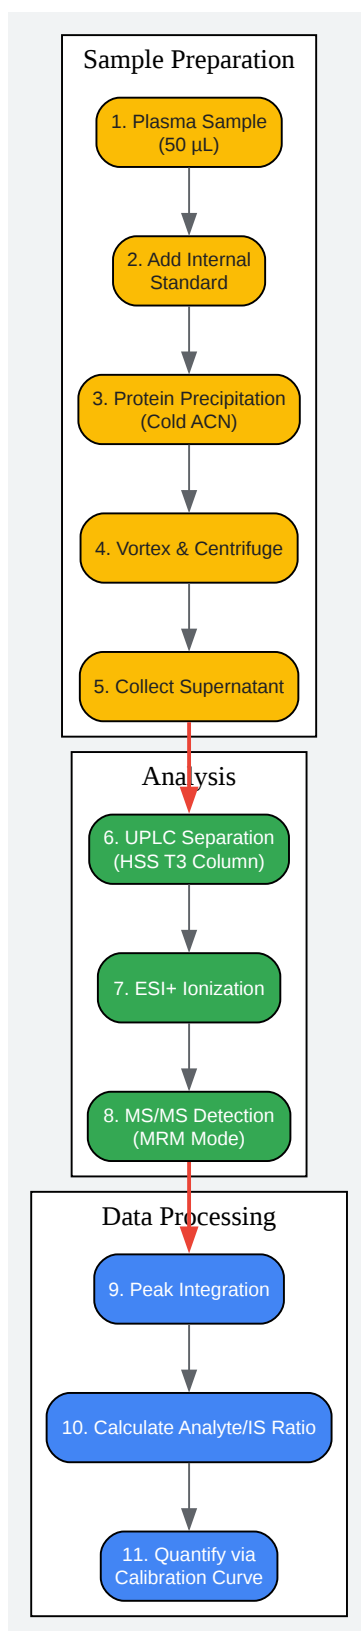 Sample Preparation
1. Plasma Sample
(50 µL)
2. Add Internal
Standard
3. Protein Precipitation
(Cold ACN)
4. Vortex & Centrifuge
5. Collect Supernatant
Analysis
6. UPLC Separation
(HSS T3 Column)
7. ESI+ Ionization
8. MS/MS Detection
(MRM Mode)
Data Processing
9. Peak Integration
10. Calculate Analyte/IS Ratio
11. Quantify via
Calibration Curve